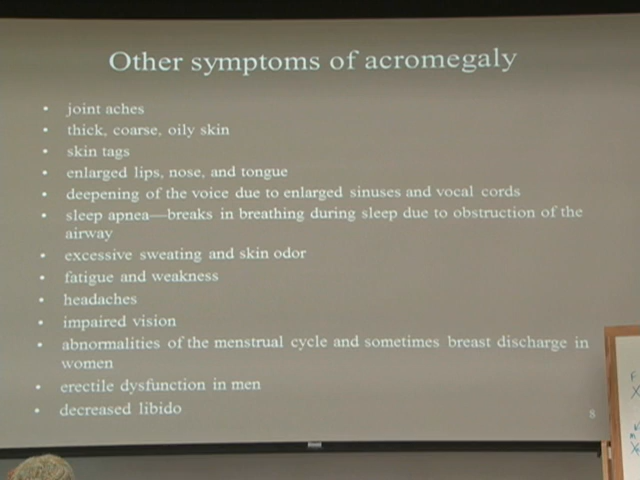 Other symptoms of acromegaly
• joint aches
• thick, coarse, oily skin
• skin tags
• enlarged lips, nose, and tongue
• deepening of the voice due to enlarged sinuses and vocal cords
• sleep apnea—breaks in breathing during sleep due to obstruction of the
airway
• excessive sweating and skin odor
• fatigue and weakness
• headaches
• impaired vision
• abnormalities of the menstrual cycle and sometimes breast discharge in
women
• erectile dysfunction in men
• decreased libido
8